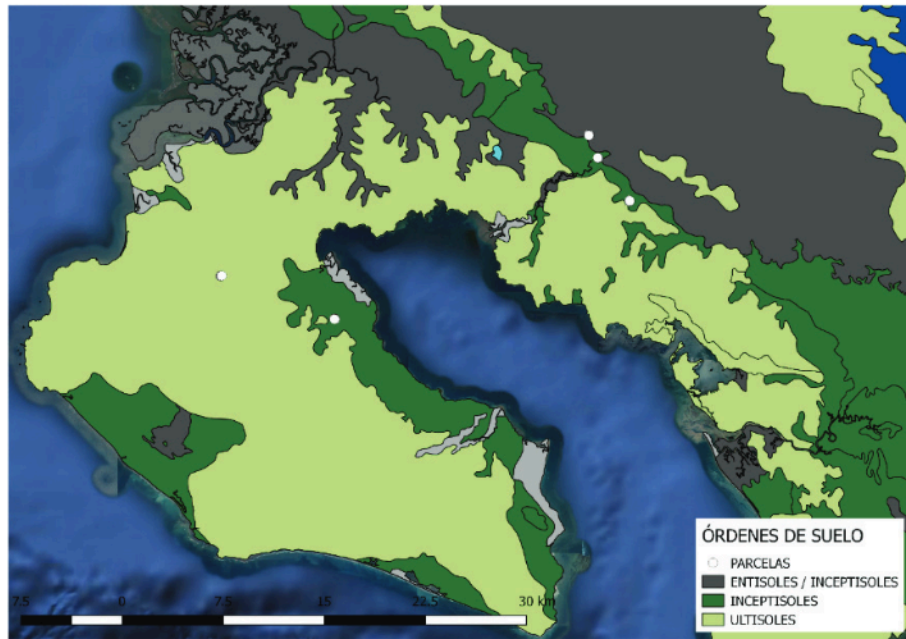 ÓRDENES DE SUELO
PARCELAS
ENTISOLES / INCEPTISOLES
INCEPTISOLES
ULTISOLES
7.5 0 7.5 15 22.5 30 km